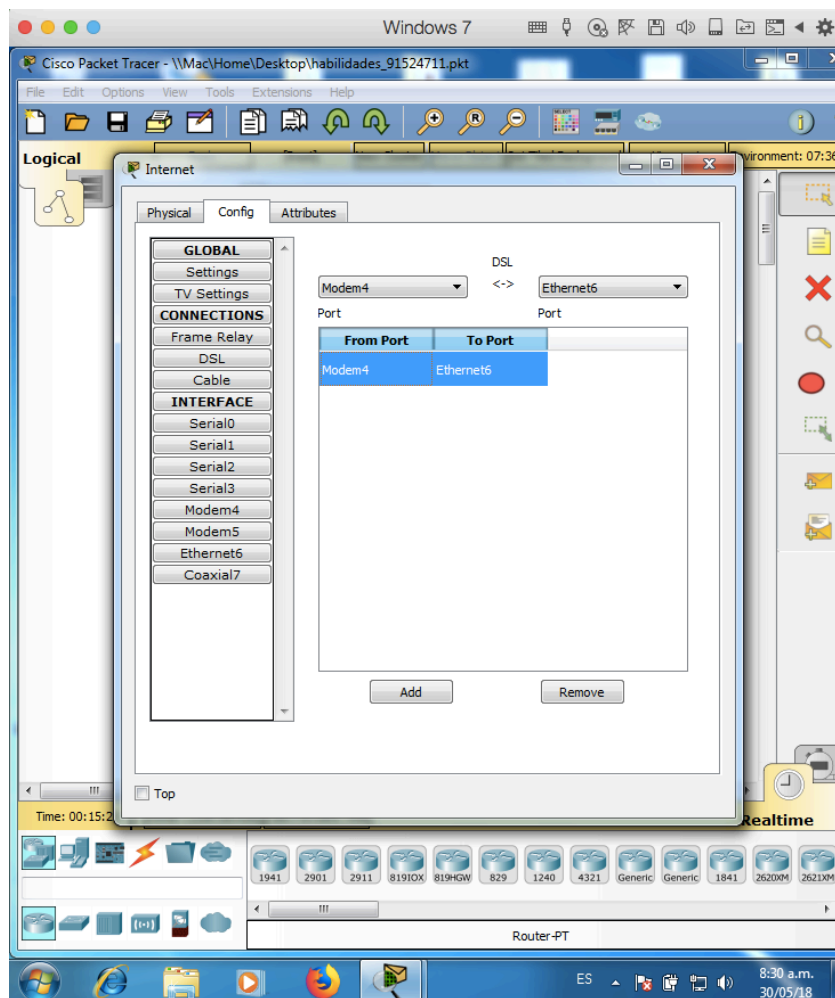 Windows 7
Cisco Packet Tracer - \\Mac\Home\Desktop\habilidades_91524711.pkt
File Edit Options View Tools Extensions Help
Logical
Environment: 07:36
Internet
Physical Config Attributes
GLOBAL
Settings
TV Settings
CONNECTIONS
Frame Relay
DSL
Cable
INTERFACE
Serial0
Serial1
Serial2
Serial3
Modem4
Modem5
Ethernet6
Coaxial7
DSL
Modem4 <-> Ethernet6
Port Port
From Port To Port
Modem4 Ethernet6
Add Remove
Top
Time: 00:15:2
Realtime
1941 2901 2911 819IOX 819HGW 829 1240 4321 Generic Generic 1841 2620XM 2621XM
Router-PT
ES
8:30 a.m.
30/05/18